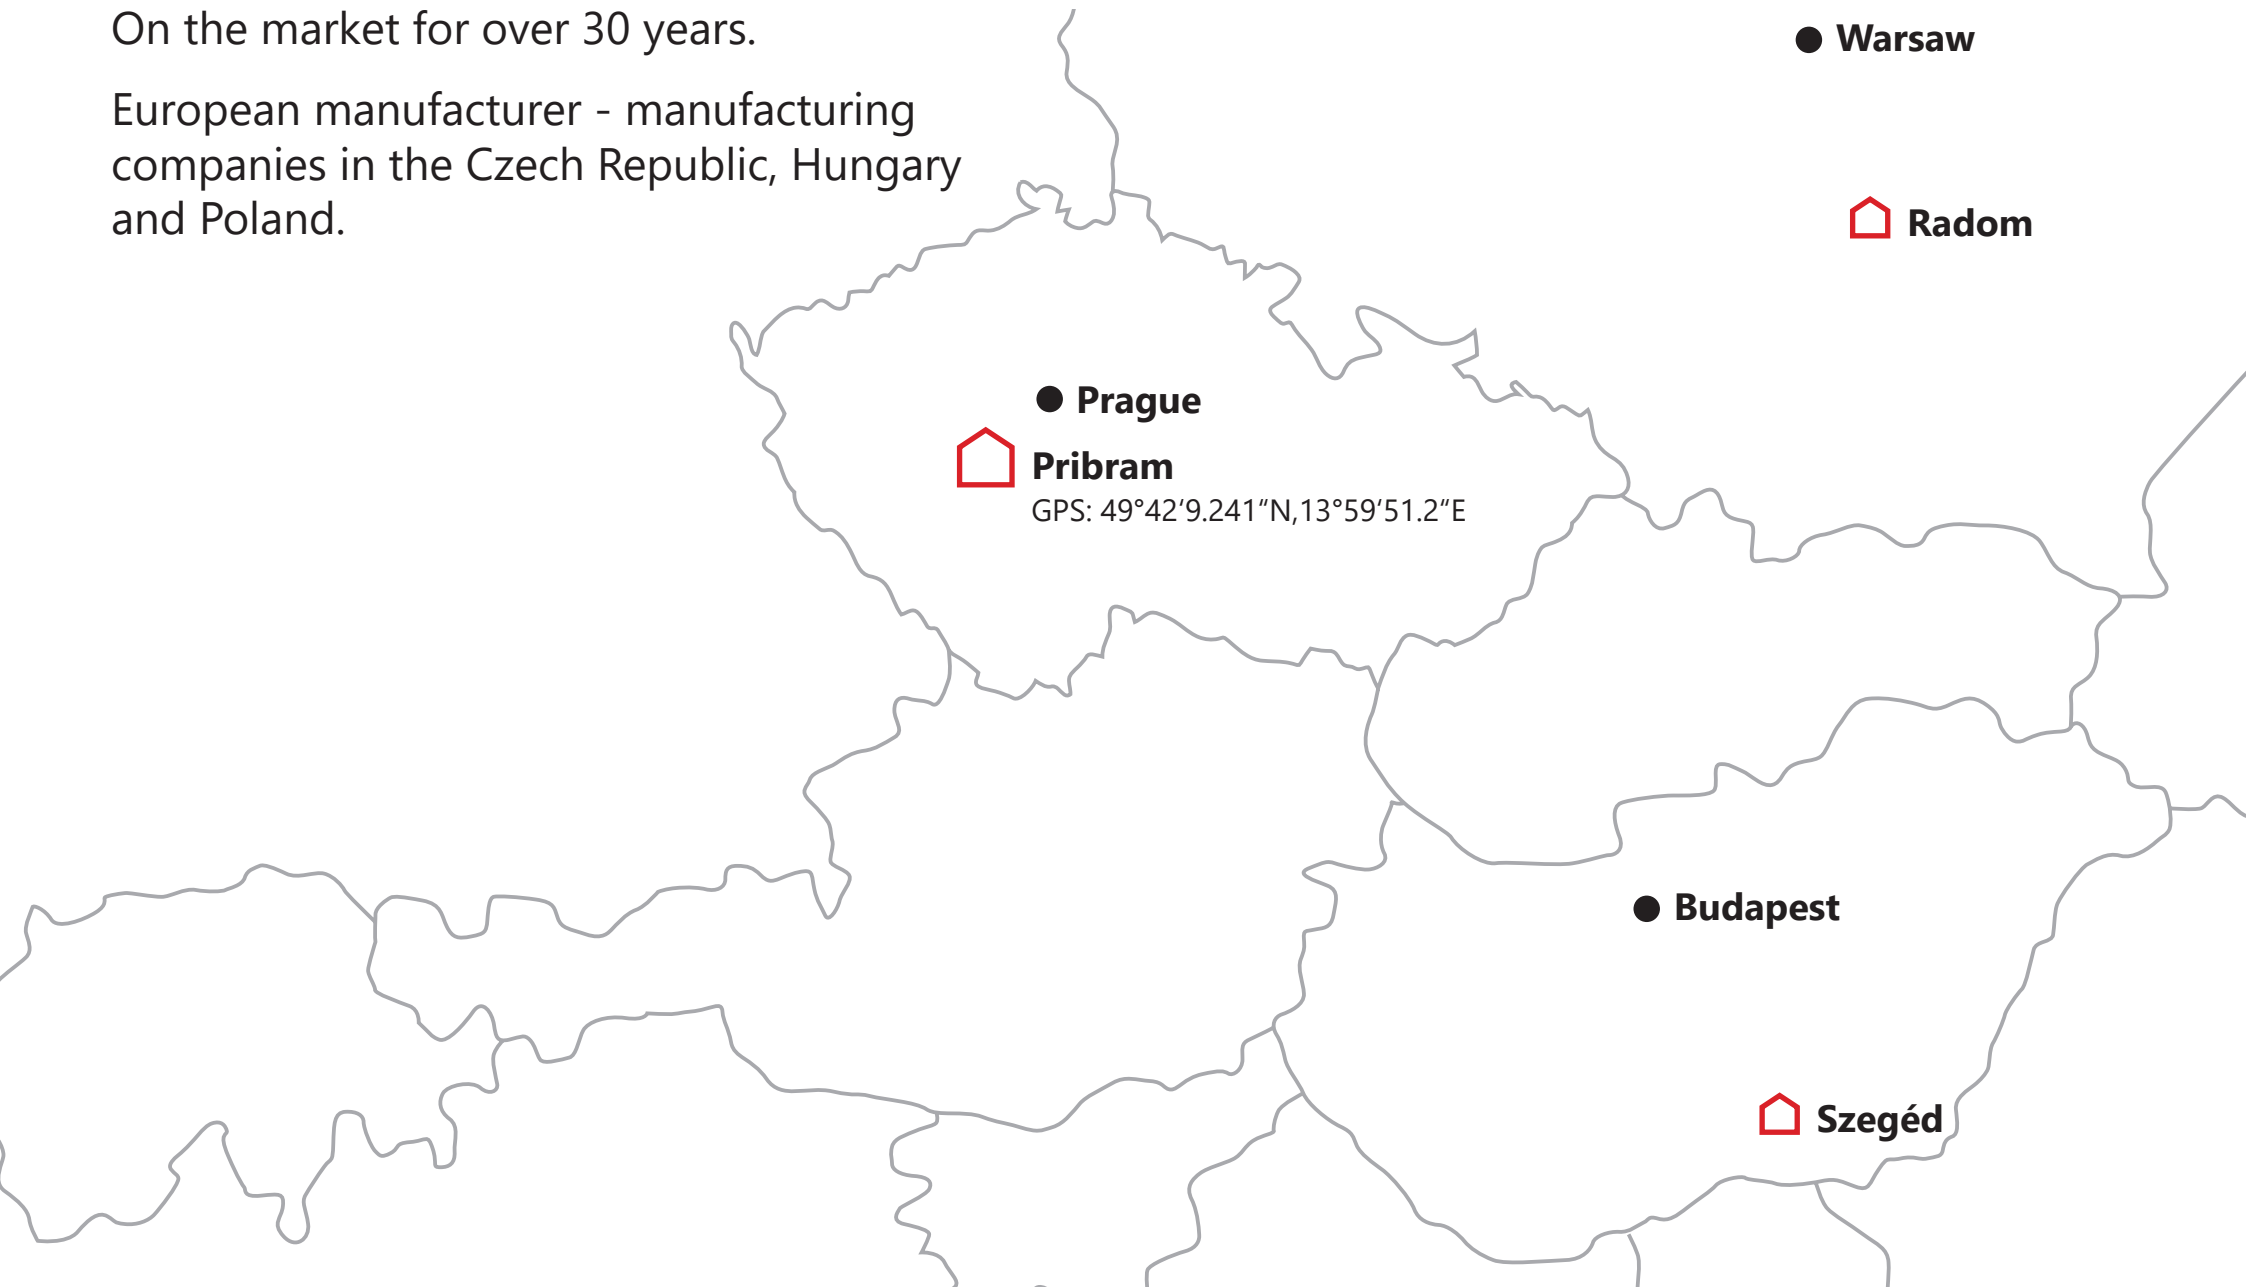 On the market for over 30 years.
European manufacturer - manufacturing
companies in the Czech Republic, Hungary
and Poland.
Warsaw
Radom
Prague
Pribram
GPS: 49°42‘9.241“N,13°59‘51.2“E
Budapest
Szegéd